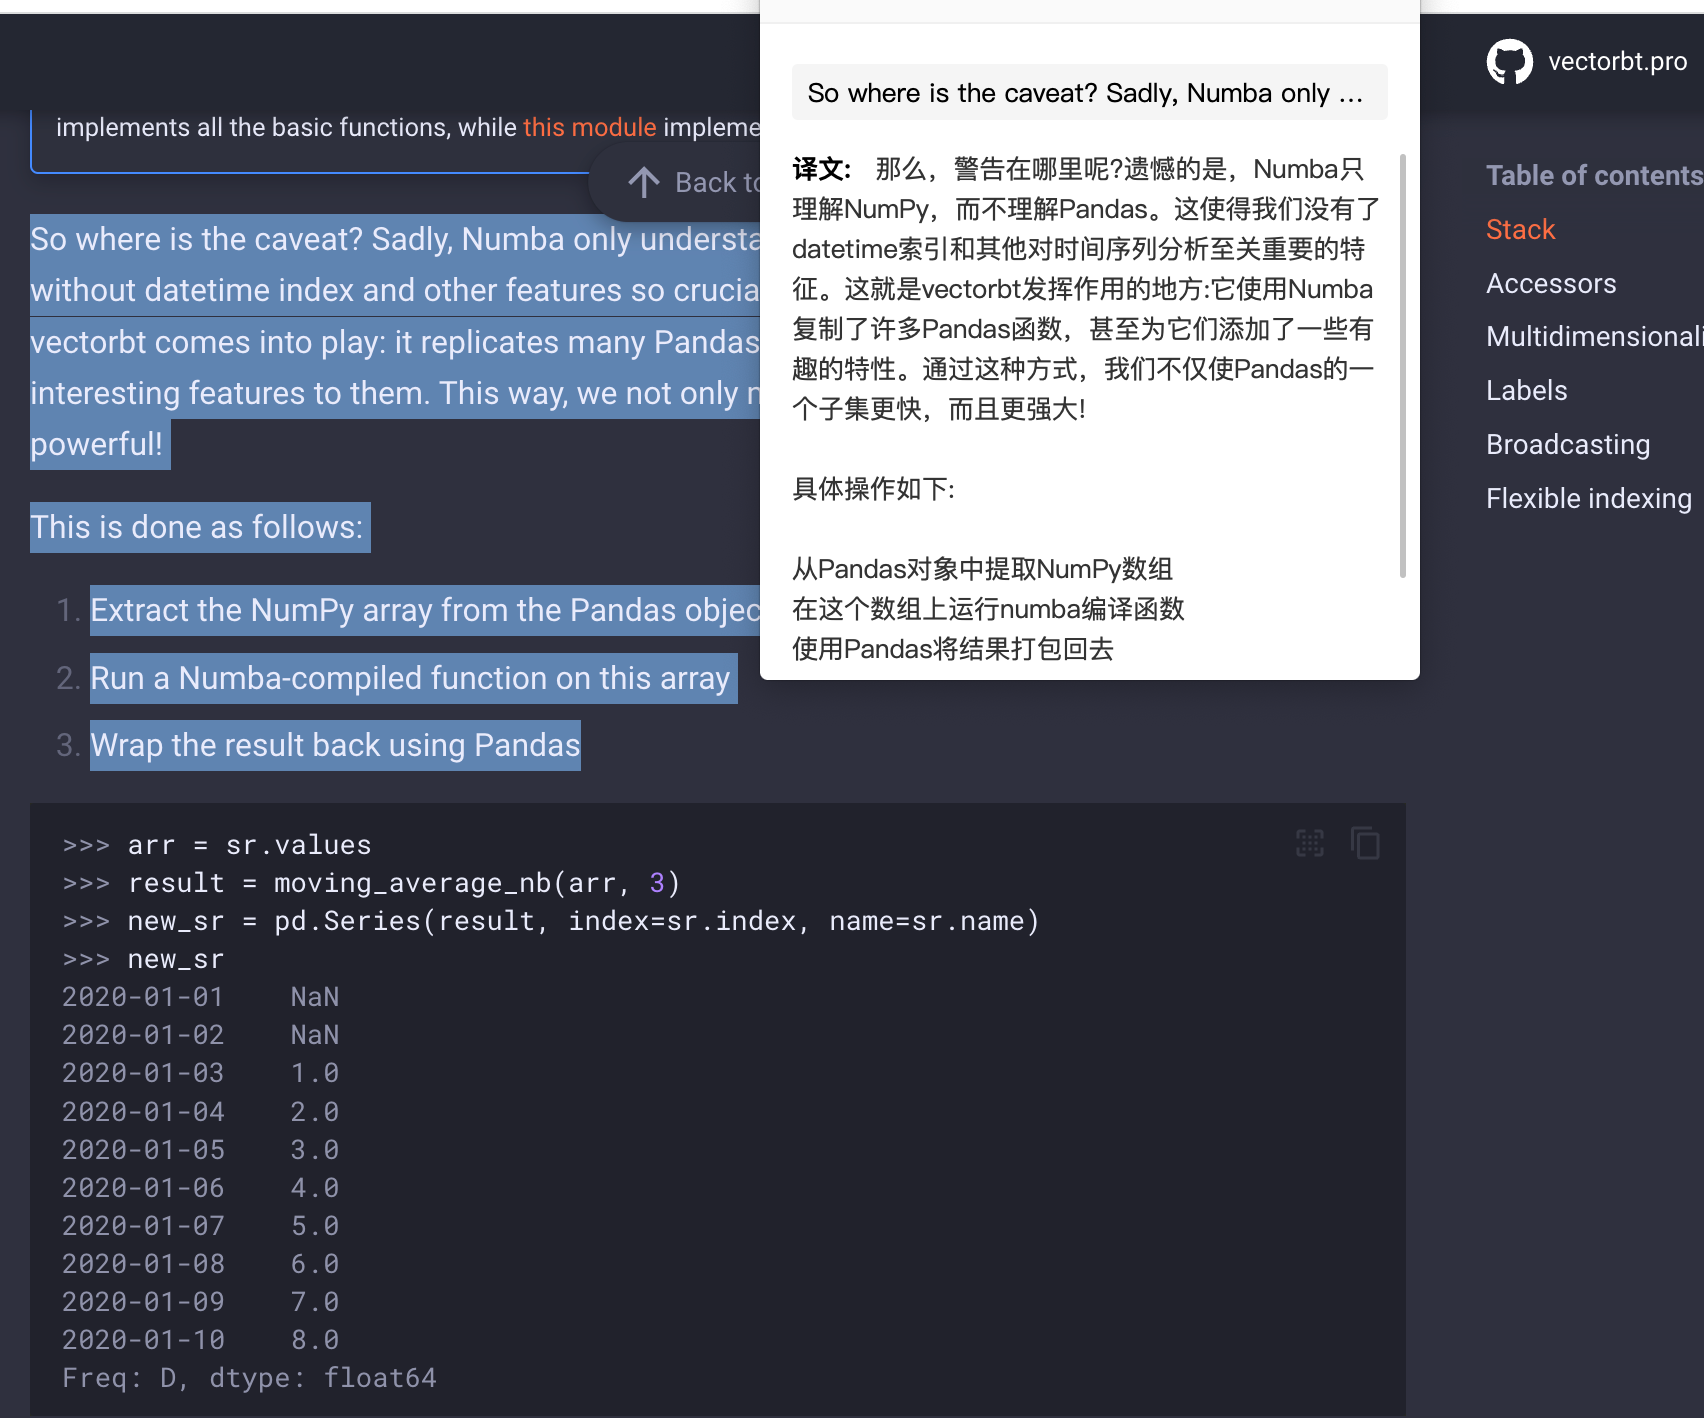 vectorbt.pro
implements all the basic functions, while this module impleme
Back to
So where is the caveat? Sadly, Numba only understa
without datetime index and other features so crucia
vectorbt comes into play: it replicates many Pandas
interesting features to them. This way, we not only
powerful!
This is done as follows:
1. Extract the NumPy array from the Pandas objec
2. Run a Numba-compiled function on this array
3. Wrap the result back using Pandas
So where is the caveat? Sadly, Numba only ...
译文: 那么，警告在哪里呢?遗憾的是，Numba只
理解NumPy，而不理解Pandas。这使得我们没有了
datetime索引和其他对时间序列分析至关重要的特
征。这就是vectorbt发挥作用的地方:它使用Numba
复制了许多Pandas函数，甚至为它们添加了一些有
趣的特性。通过这种方式，我们不仅使Pandas的一
个子集更快，而且更强大!
具体操作如下:
从Pandas对象中提取NumPy数组
在这个数组上运行numba编译函数
使用Pandas将结果打包回去
Table of contents
Stack
Accessors
Multidimensionali
Labels
Broadcasting
Flexible indexing
>>> arr = sr.values
>>> result = moving_average_nb(arr, 3)
>>> new_sr = pd.Series(result, index=sr.index, name=sr.name)
>>> new_sr
2020-01-01    NaN
2020-01-02    NaN
2020-01-03    1.0
2020-01-04    2.0
2020-01-05    3.0
2020-01-06    4.0
2020-01-07    5.0
2020-01-08    6.0
2020-01-09    7.0
2020-01-10    8.0
Freq: D, dtype: float64